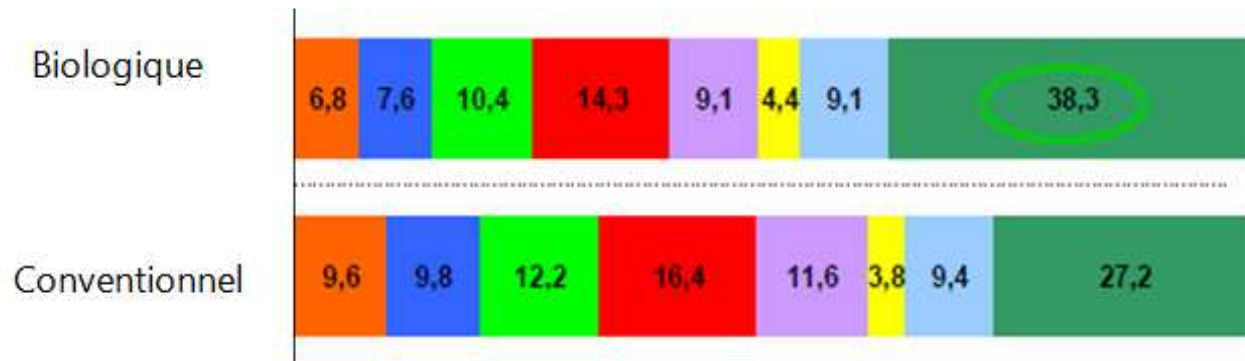 Biologique
6,8 7,6 10,4 14,3 9,1 4,4 9,1 38,3
Conventionnel
9,6 9,8 12,2 16,4 11,6 3,8 9,4 27,2